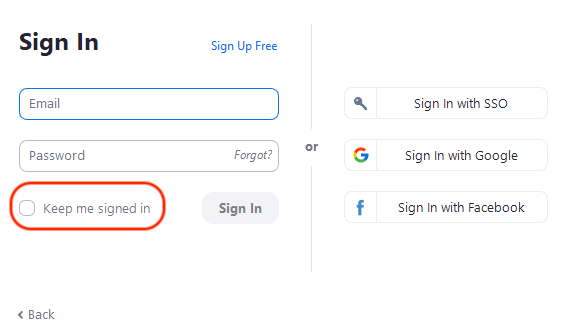 Sign In
Sign Up Free
Email
Password
Forgot?
Keep me signed in
Sign In
or
Sign In with SSO
Sign In with Google
Sign In with Facebook
Back